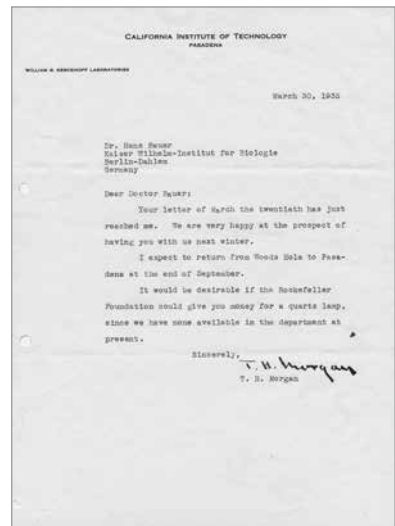 CALIFORNIA INSTITUTE OF TECHNOLOGY
PASADENA
WILLIAM G. KERCKHOFF LABORATORIES
March 30, 1935
Dr. Hans Bauer
Kaiser Wilhelm-Institut for Biologie
Berlin-Dahlem
Germany
Dear Doctor Bauer:
Your letter of March the twentieth has just
reached me. We are very happy at the prospect of
having you with us next winter.
I expect to return from Woods Hole to Pasa-
dena at the end of September.
It would be desirable if the Rockefeller
Foundation could give you money for a quartz lamp,
since we have none available in the department at
present.
Sincerely,
T. H. Morgan
T. H. Morgan